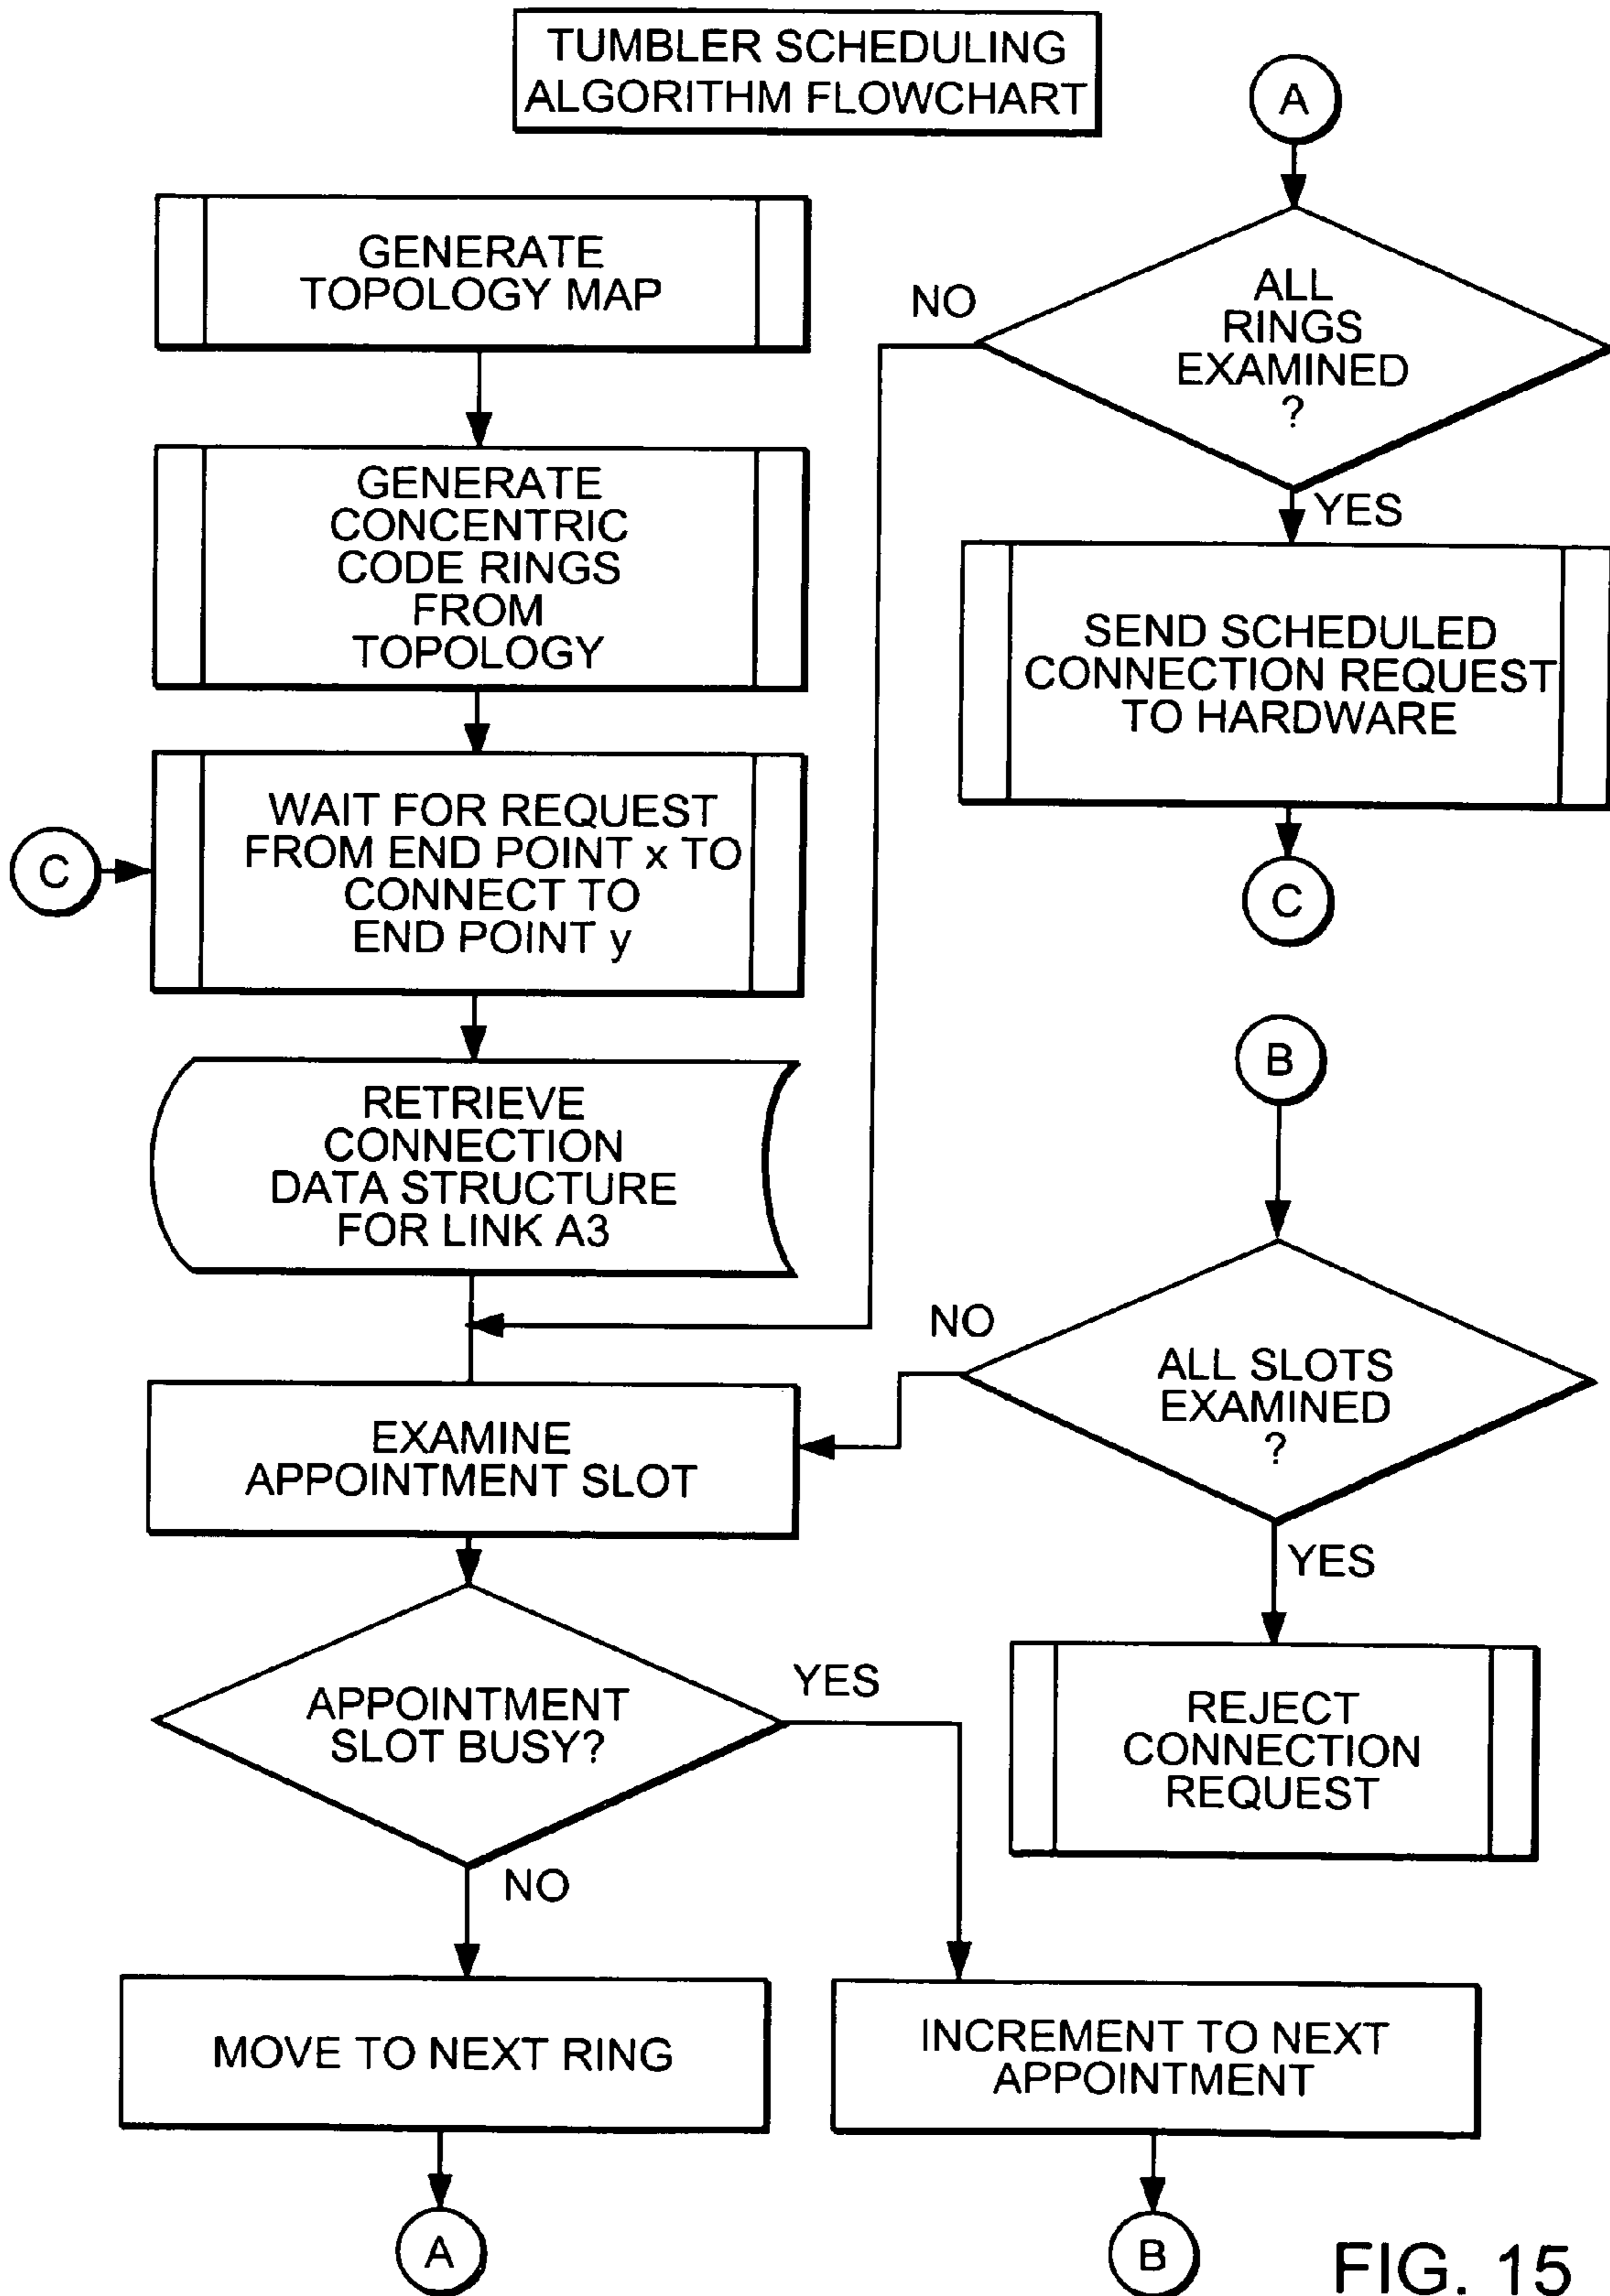 TUMBLER SCHEDULING
ALGORITHM FLOWCHART
GENERATE
TOPOLOGY MAP
GENERATE
CONCENTRIC
CODE RINGS
FROM
TOPOLOGY
C
WAIT FOR REQUEST
FROM END POINT x TO
CONNECT TO
END POINT y
RETRIEVE
CONNECTION
DATA STRUCTURE
FOR LINK A3
EXAMINE
APPOINTMENT SLOT
APPOINTMENT
SLOT BUSY?
YES
NO
MOVE TO NEXT RING
A
INCREMENT TO NEXT
APPOINTMENT
B
A
ALL
RINGS
EXAMINED
?
NO
YES
SEND SCHEDULED
CONNECTION REQUEST
TO HARDWARE
C
B
ALL SLOTS
EXAMINED
?
NO
YES
REJECT
CONNECTION
REQUEST
FIG. 15